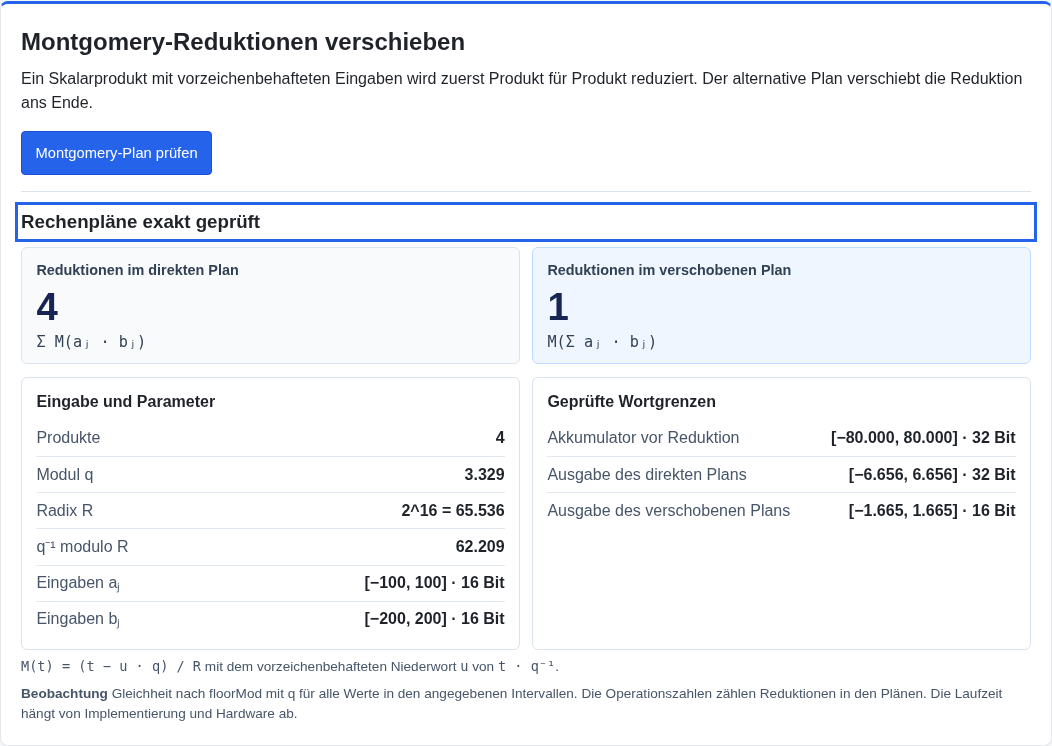 Montgomery-Reduktionen verschieben
Ein Skalarprodukt mit vorzeichenbehafteten Eingaben wird zuerst Produkt für Produkt reduziert. Der alternative Plan verschiebt die Reduktion
ans Ende.
Montgomery-Plan prüfen
Rechenpläne exakt geprüft
Reduktionen im direkten Plan
4
Σ M(aⱼ · bⱼ)
Reduktionen im verschobenen Plan
1
M(Σ aⱼ · bⱼ)
Eingabe und Parameter
Produkte 4
Modul q 3.329
Radix R 2^16 = 65.536
q⁻¹ modulo R 62.209
Eingaben aⱼ [−100, 100] · 16 Bit
Eingaben bⱼ [−200, 200] · 16 Bit
Geprüfte Wortgrenzen
Akkumulator vor Reduktion [−80.000, 80.000] · 32 Bit
Ausgabe des direkten Plans [−6.656, 6.656] · 32 Bit
Ausgabe des verschobenen Plans [−1.665, 1.665] · 16 Bit
M(t) = (t − u · q) / R mit dem vorzeichenbehafteten Niederwort u von t · q⁻¹.
Beobachtung Gleichheit nach floorMod mit q für alle Werte in den angegebenen Intervallen. Die Operationszahlen zählen Reduktionen in den Plänen. Die Laufzeit
hängt von Implementierung und Hardware ab.